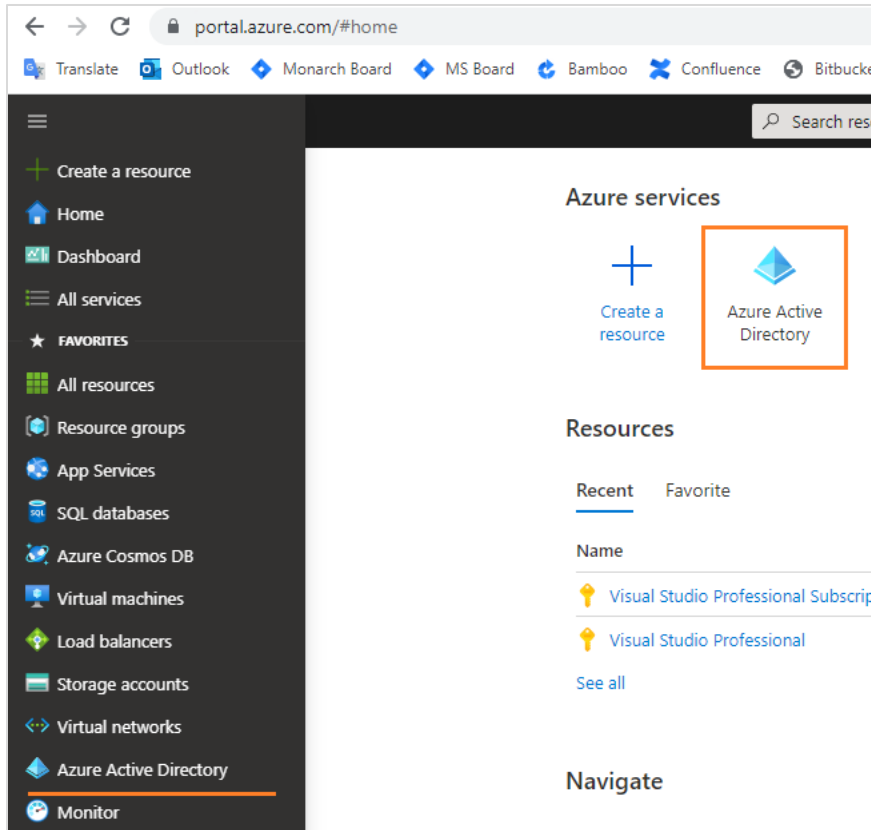 portal.azure.com/#home
Translate Outlook Monarch Board MS Board Bamboo Confluence
Search
Create a resource
Home
Dashboard
All services
FAVORITES
All resources
Resource groups
App Services
SQL databases
Azure Cosmos DB
Virtual machines
Load balancers
Storage accounts
Virtual networks
Azure Active Directory
Monitor
Azure services
Create a
resource
Azure Active
Directory
Resources
Recent Favorite
Name
Visual Studio Professional
Visual Studio Professional
See all
Navigate